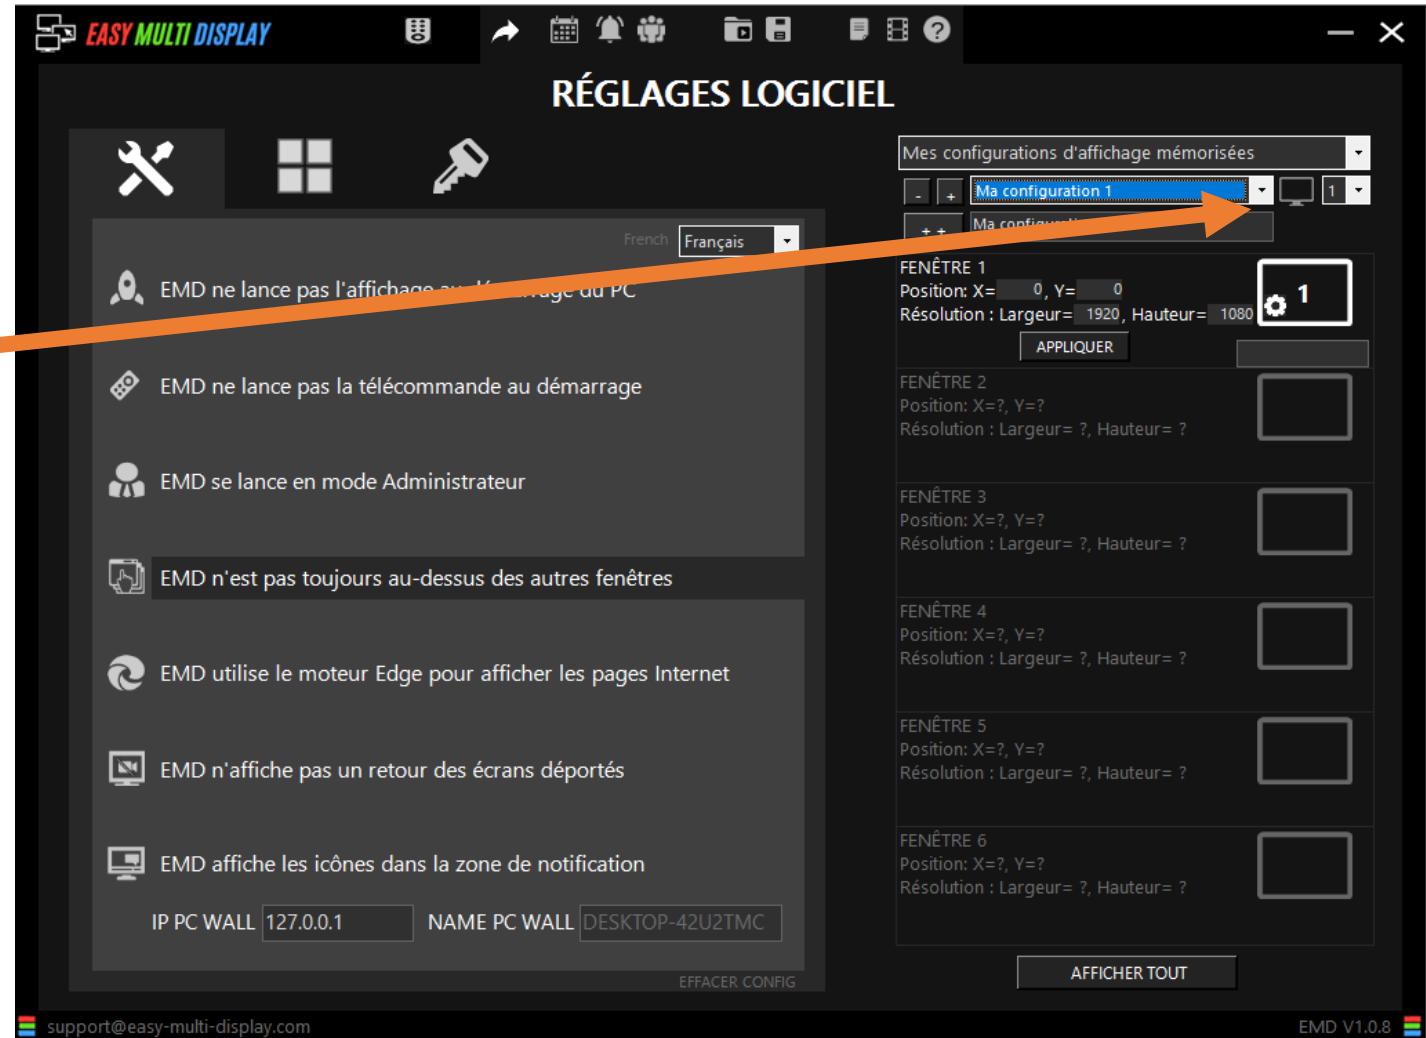 EASY MULTI DISPLAY
RÉGLAGES LOGICIEL
French Français
EMD ne lance pas l'affichage au démarrage du PC
EMD ne lance pas la télécommande au démarrage
EMD se lance en mode Administrateur
EMD n'est pas toujours au-dessus des autres fenêtres
EMD utilise le moteur Edge pour afficher les pages Internet
EMD n'affiche pas un retour des écrans déportés
EMD affiche les icônes dans la zone de notification
IP PC WALL 127.0.0.1 NAME PC WALL DESKTOP-42U2TMC
EFFACER CONFIG
Mes configurations d'affichage mémorisées
- + Ma configuration 1 1
++ Ma configuration
FENÊTRE 1
Position: X= 0, Y= 0
Résolution : Largeur= 1920, Hauteur= 1080
1
APPLIQUER
FENÊTRE 2
Position: X=?, Y=?
Résolution : Largeur= ?, Hauteur= ?
FENÊTRE 3
Position: X=?, Y=?
Résolution : Largeur= ?, Hauteur= ?
FENÊTRE 4
Position: X=?, Y=?
Résolution : Largeur= ?, Hauteur= ?
FENÊTRE 5
Position: X=?, Y=?
Résolution : Largeur= ?, Hauteur= ?
FENÊTRE 6
Position: X=?, Y=?
Résolution : Largeur= ?, Hauteur= ?
AFFICHER TOUT
support@easy-multi-display.com
EMD V1.0.8